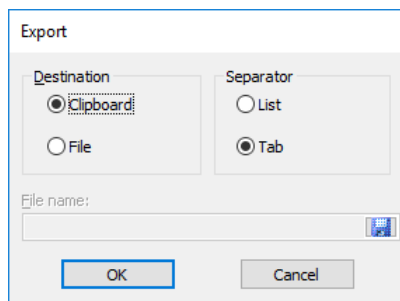 Export
Destination
Clipboard
File
Separator
List
Tab
File name:
OK
Cancel